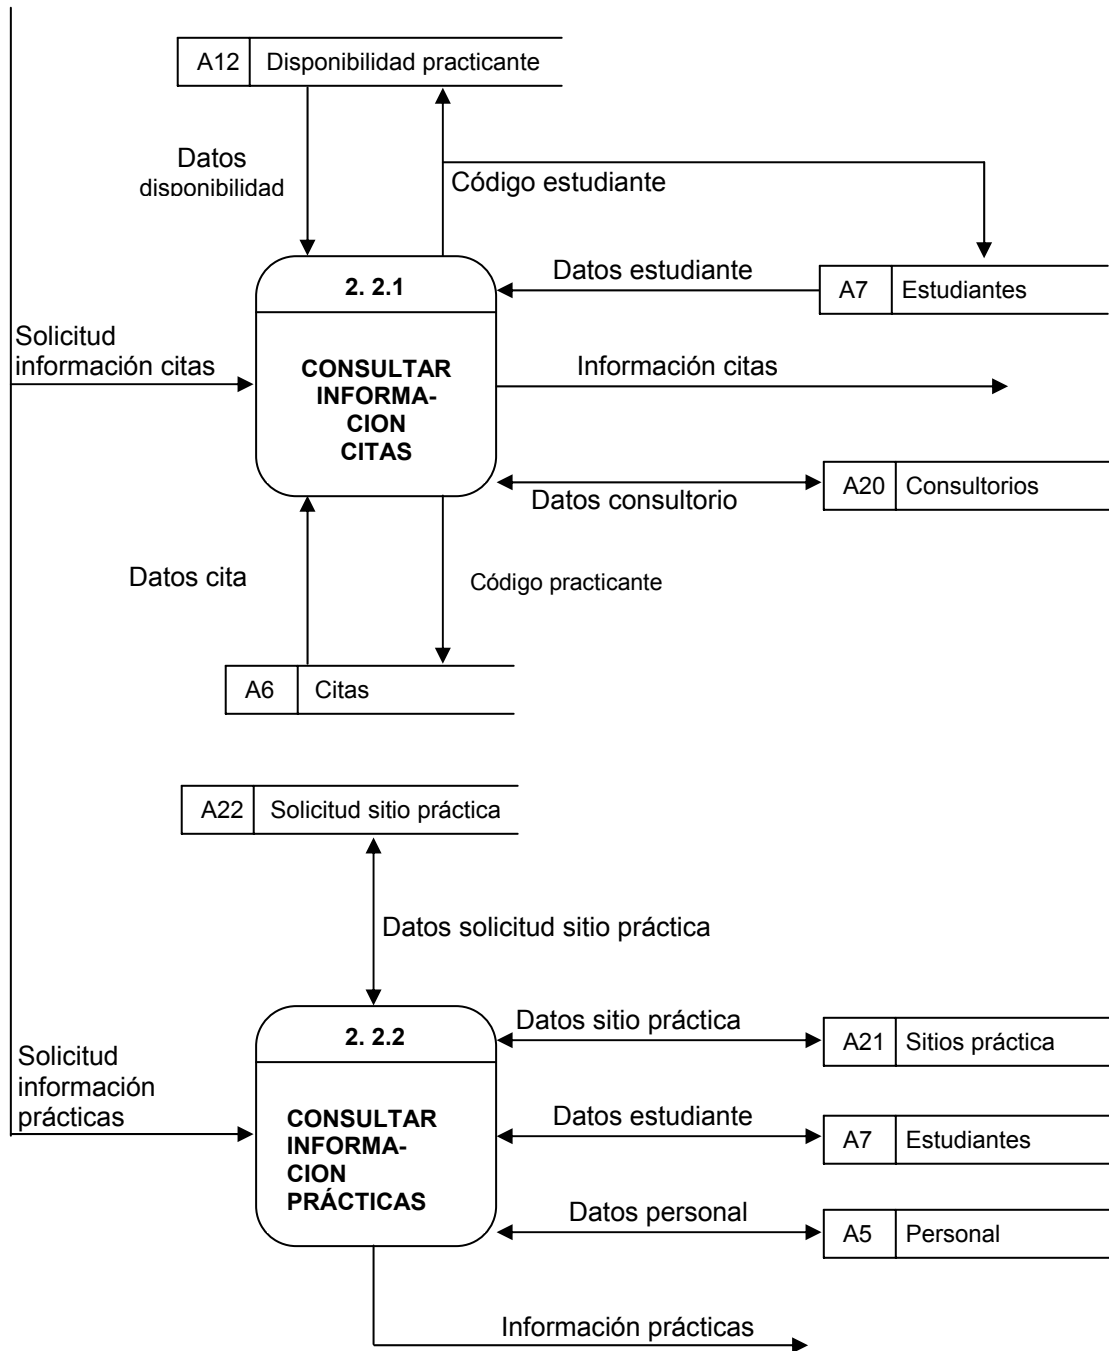 A12 Disponibilidad practicante
Datos
disponibilidad
Código estudiante
Datos estudiante
A7 Estudiantes
2. 2.1
Solicitud
información citas
CONSULTAR
INFORMA-
CION
CITAS
Información citas
Datos consultorio
A20 Consultorios
Datos cita
Código practicante
A6 Citas
A22 Solicitud sitio práctica
Datos solicitud sitio práctica
2. 2.2
Datos sitio práctica
A21 Sitios práctica
Solicitud
información
prácticas
CONSULTAR
INFORMA-
CION
PRÁCTICAS
Datos estudiante
A7 Estudiantes
Datos personal
A5 Personal
Información prácticas